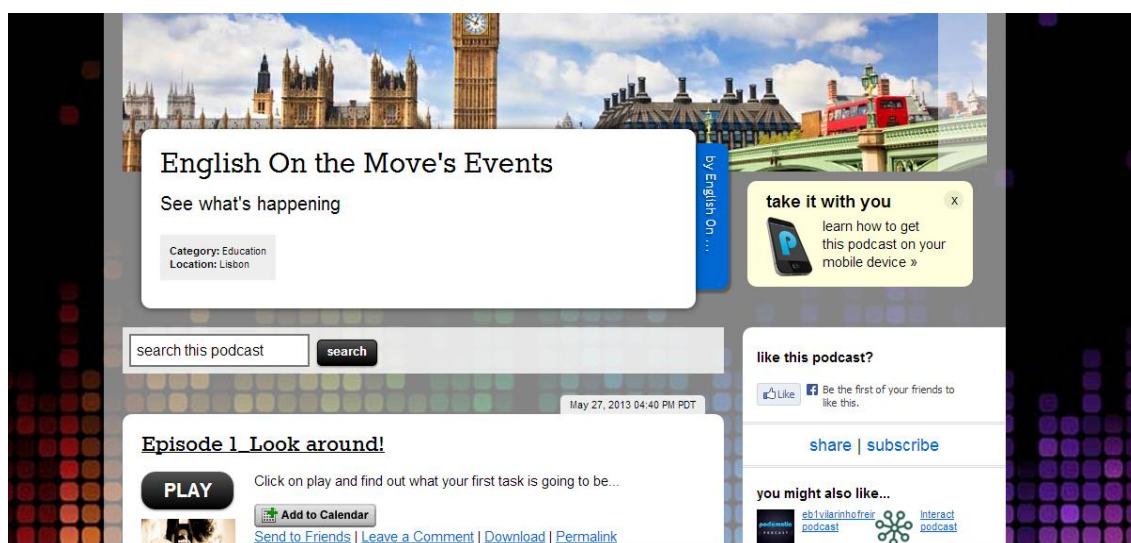 English On the Move's Events
See what's happening
Category: Education
Location: Lisbon
by English On ...
take it with you
x
learn how to get
this podcast on your
mobile device »
search this podcast
search
May 27, 2013 04:40 PM PDT
Episode 1_Look around!
PLAY
Click on play and find out what your first task is going to be...
Add to Calendar
Send to Friends | Leave a Comment | Download | Permalink
like this podcast?
Like
Be the first of your friends to
like this.
share | subscribe
you might also like...
podomatic
PODCAST
eb1vilarinhofreir
podcast
Interact
podcast